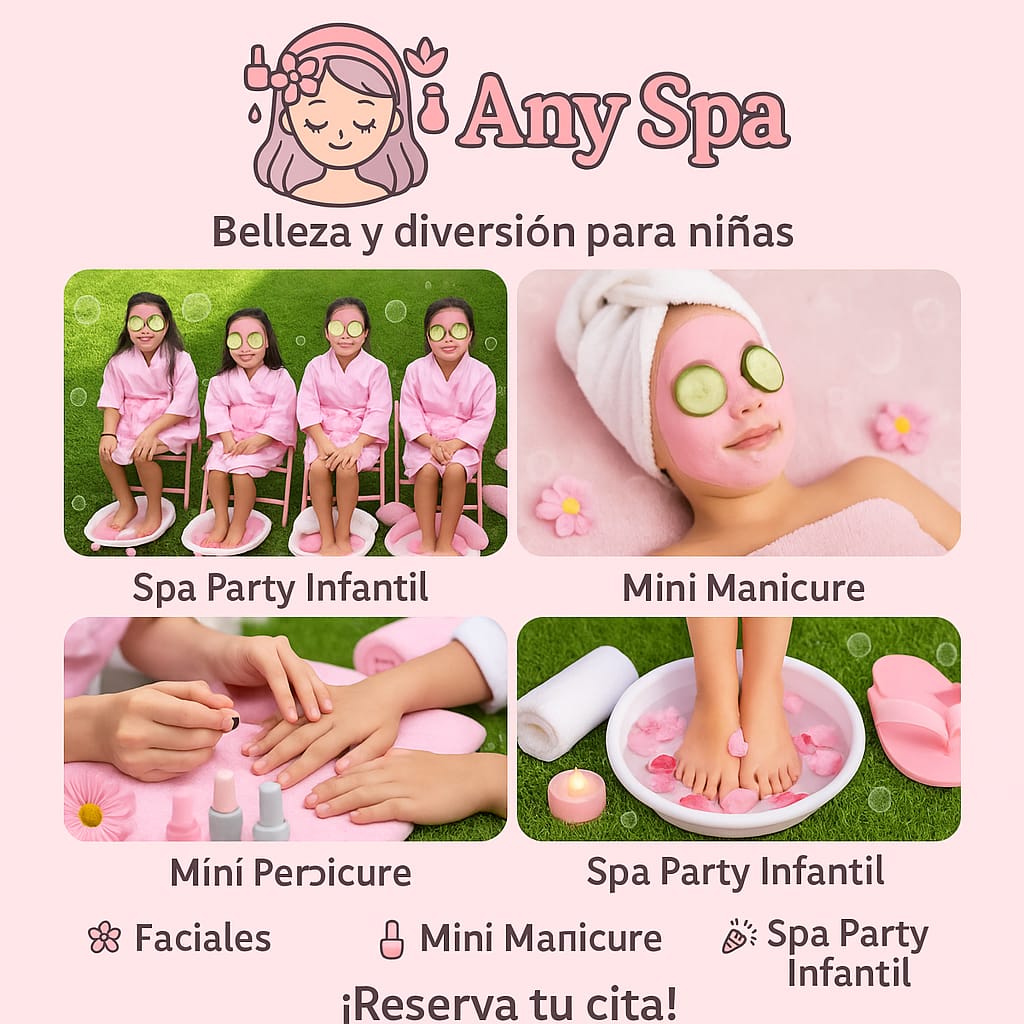 Any Spa
Belleza y diversión para niñas
Spa Party Infantil
Mini Manicure
Míní Perɔicure
Spa Party Infantil
Faciales
Mini Maпicure
Spa Party
Infantil
¡Reserva tu cita!